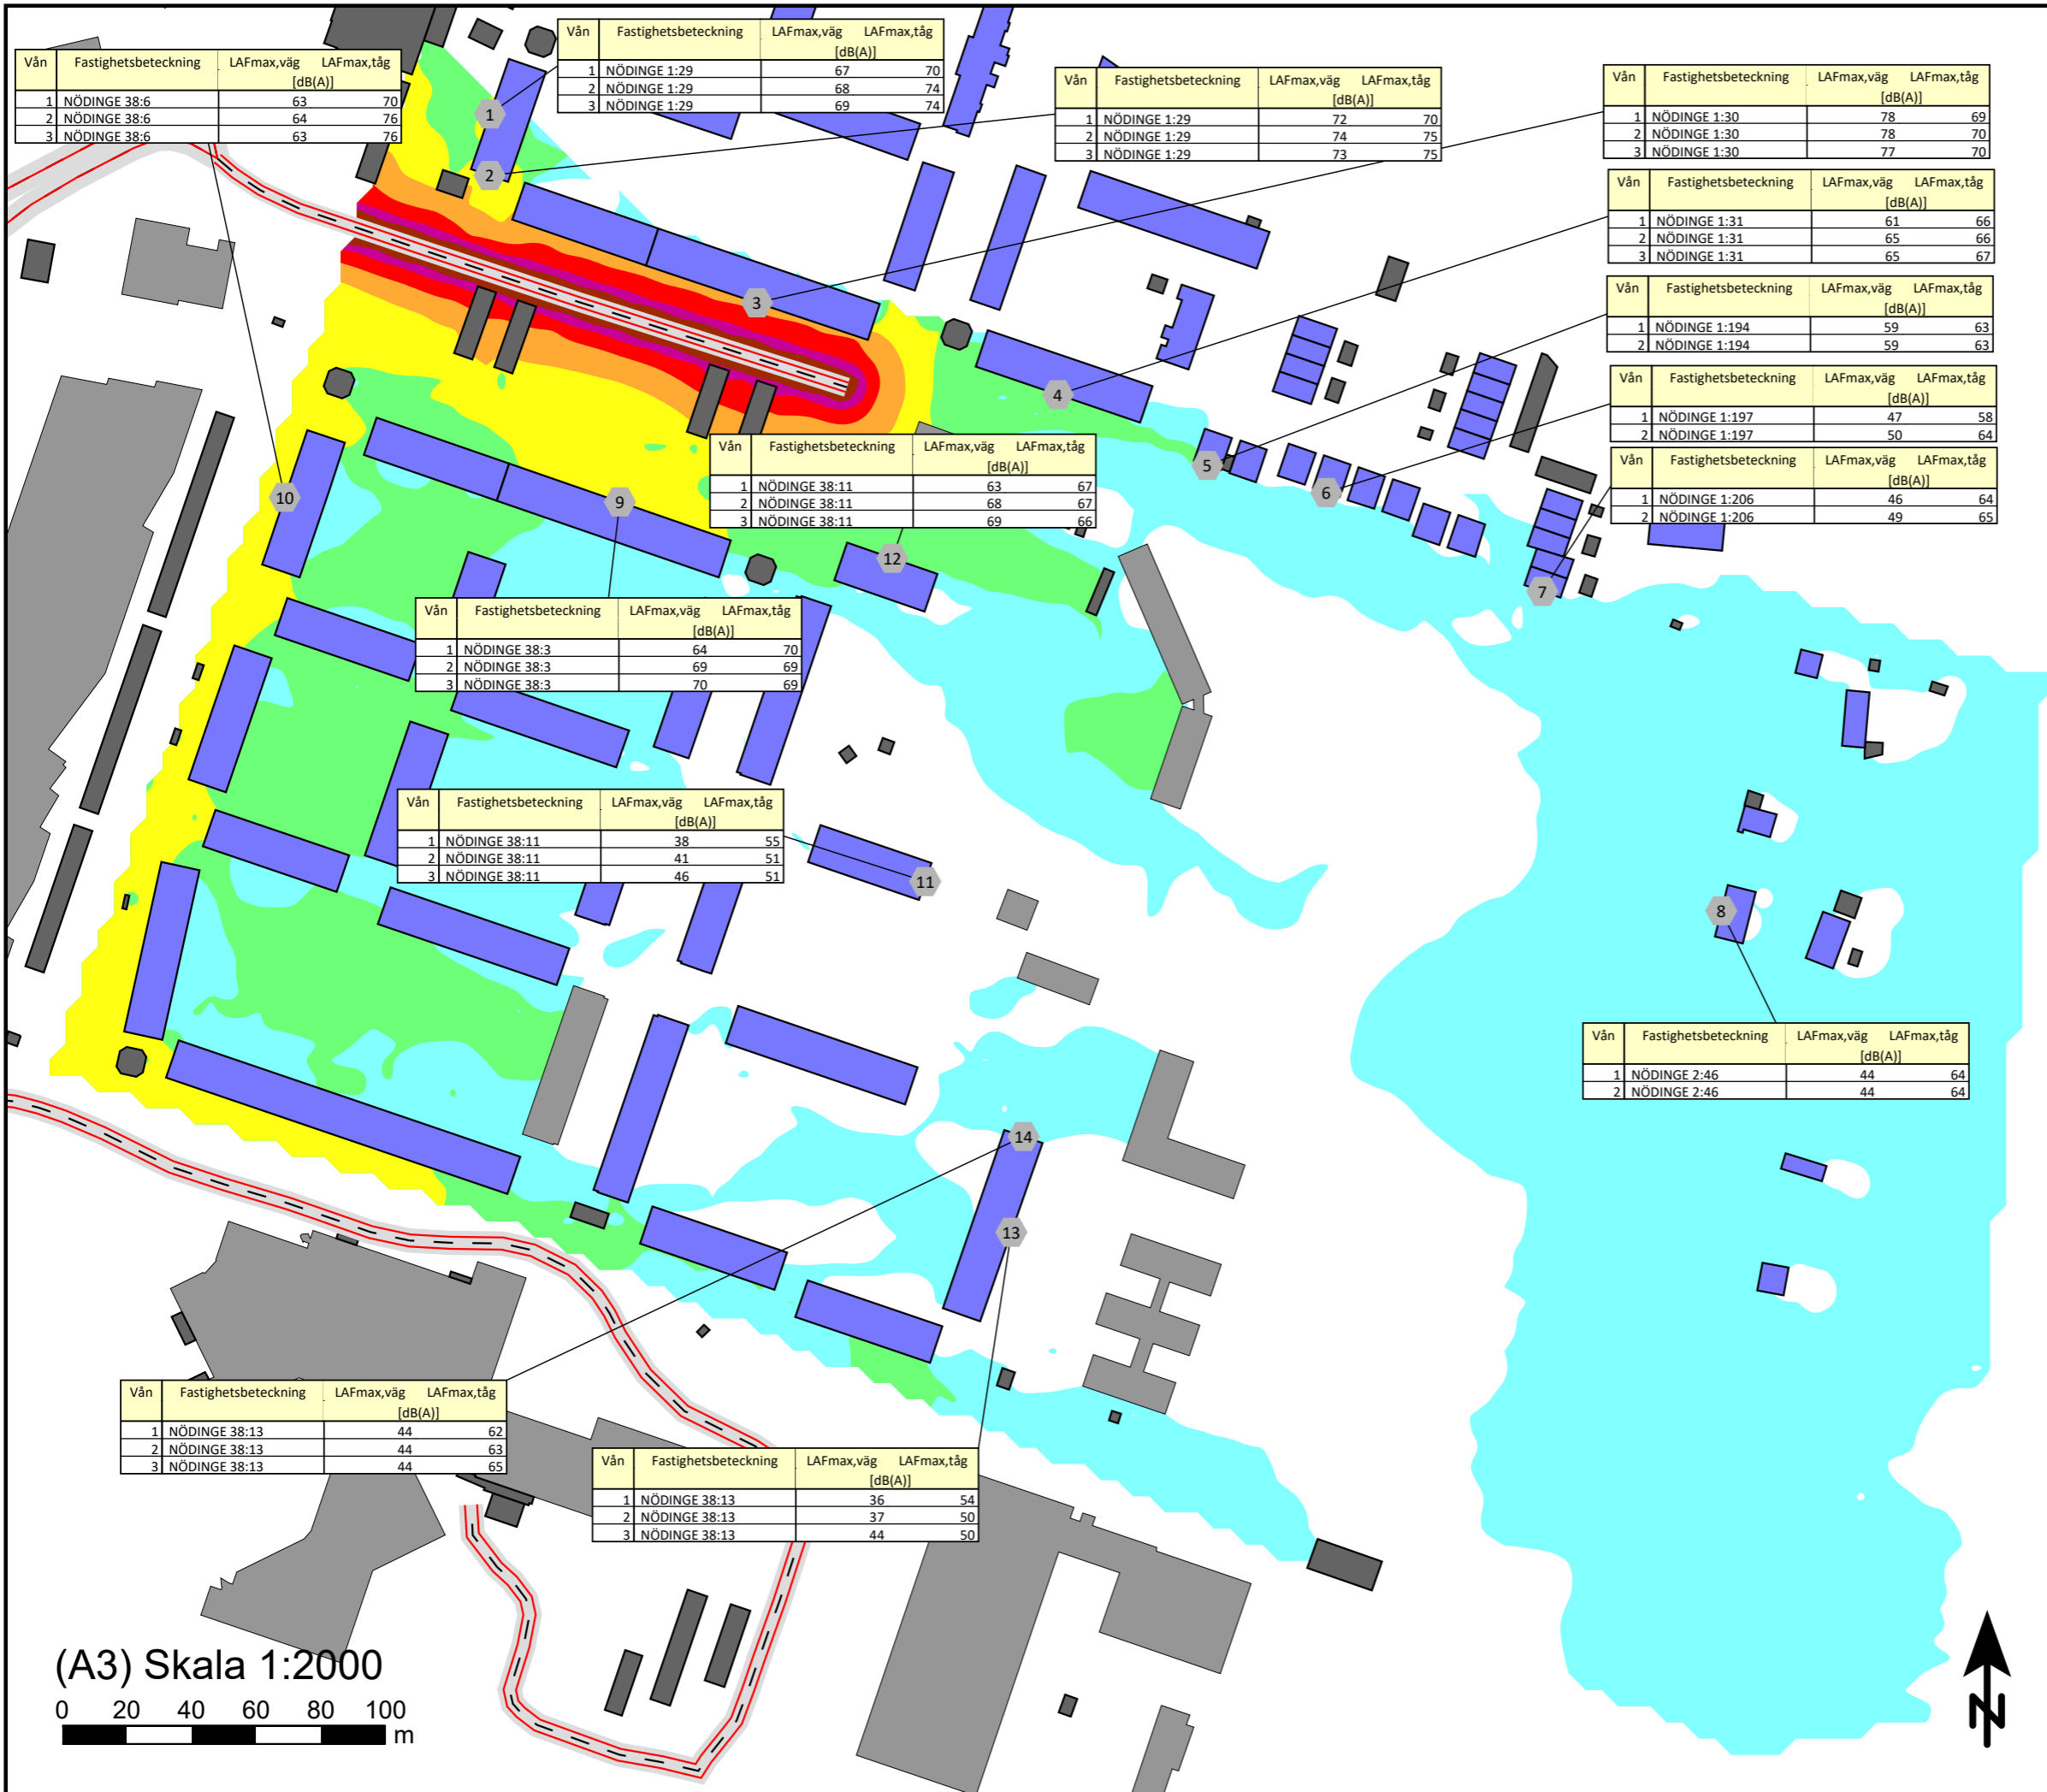 Vån Fastighetsbeteckning LAFmax,väg LAFmax,tåg
[dB(A)]
1 NÖDINGE 38:6 63 70
2 NÖDINGE 38:6 64 76
3 NÖDINGE 38:6 63 76
Vån Fastighetsbeteckning LAFmax,väg LAFmax,tåg
[dB(A)]
1 NÖDINGE 1:29 67 70
2 NÖDINGE 1:29 68 74
3 NÖDINGE 1:29 69 74
Vån Fastighetsbeteckning LAFmax,väg LAFmax,tåg
[dB(A)]
1 NÖDINGE 1:29 72 70
2 NÖDINGE 1:29 74 75
3 NÖDINGE 1:29 73 75
Vån Fastighetsbeteckning LAFmax,väg LAFmax,tåg
[dB(A)]
1 NÖDINGE 1:30 78 69
2 NÖDINGE 1:30 78 70
3 NÖDINGE 1:30 77 70
Vån Fastighetsbeteckning LAFmax,väg LAFmax,tåg
[dB(A)]
1 NÖDINGE 1:31 61 66
2 NÖDINGE 1:31 65 66
3 NÖDINGE 1:31 65 67
Vån Fastighetsbeteckning LAFmax,väg LAFmax,tåg
[dB(A)]
1 NÖDINGE 1:194 59 63
2 NÖDINGE 1:194 59 63
Vån Fastighetsbeteckning LAFmax,väg LAFmax,tåg
[dB(A)]
1 NÖDINGE 1:197 47 58
2 NÖDINGE 1:197 50 64
Vån Fastighetsbeteckning LAFmax,väg LAFmax,tåg
[dB(A)]
1 NÖDINGE 1:206 46 64
2 NÖDINGE 1:206 49 65
1
2
3
4
5
6
7
10
9
12
Vån Fastighetsbeteckning LAFmax,väg LAFmax,tåg
[dB(A)]
1 NÖDINGE 38:11 63 67
2 NÖDINGE 38:11 68 67
3 NÖDINGE 38:11 69 66
Vån Fastighetsbeteckning LAFmax,väg LAFmax,tåg
[dB(A)]
1 NÖDINGE 38:3 64 70
2 NÖDINGE 38:3 69 69
3 NÖDINGE 38:3 70 69
Vån Fastighetsbeteckning LAFmax,väg LAFmax,tåg
[dB(A)]
1 NÖDINGE 38:11 38 55
2 NÖDINGE 38:11 41 51
3 NÖDINGE 38:11 46 51
11
8
Vån Fastighetsbeteckning LAFmax,väg LAFmax,tåg
[dB(A)]
1 NÖDINGE 2:46 44 64
2 NÖDINGE 2:46 44 64
14
13
Vån Fastighetsbeteckning LAFmax,väg LAFmax,tåg
[dB(A)]
1 NÖDINGE 38:13 44 62
2 NÖDINGE 38:13 44 63
3 NÖDINGE 38:13 44 65
Vån Fastighetsbeteckning LAFmax,väg LAFmax,tåg
[dB(A)]
1 NÖDINGE 38:13 36 54
2 NÖDINGE 38:13 37 50
3 NÖDINGE 38:13 44 50
(A3) Skala 1:2000
0 20 40 60 80 100
m
N